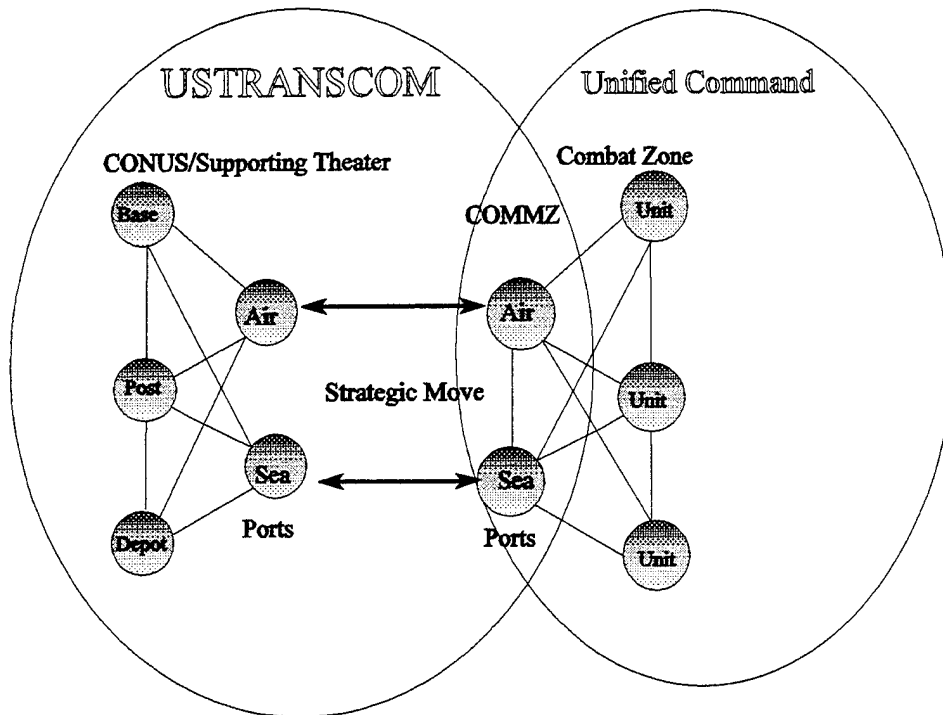 USTRANSCOM
Unified Command
CONUS/Supporting Theater
Combat Zone
Base
COMMZ
Unit
Air
Air
Post
Strategic Move
Unit
Sea
Sea
Ports
Ports
Depot
Unit